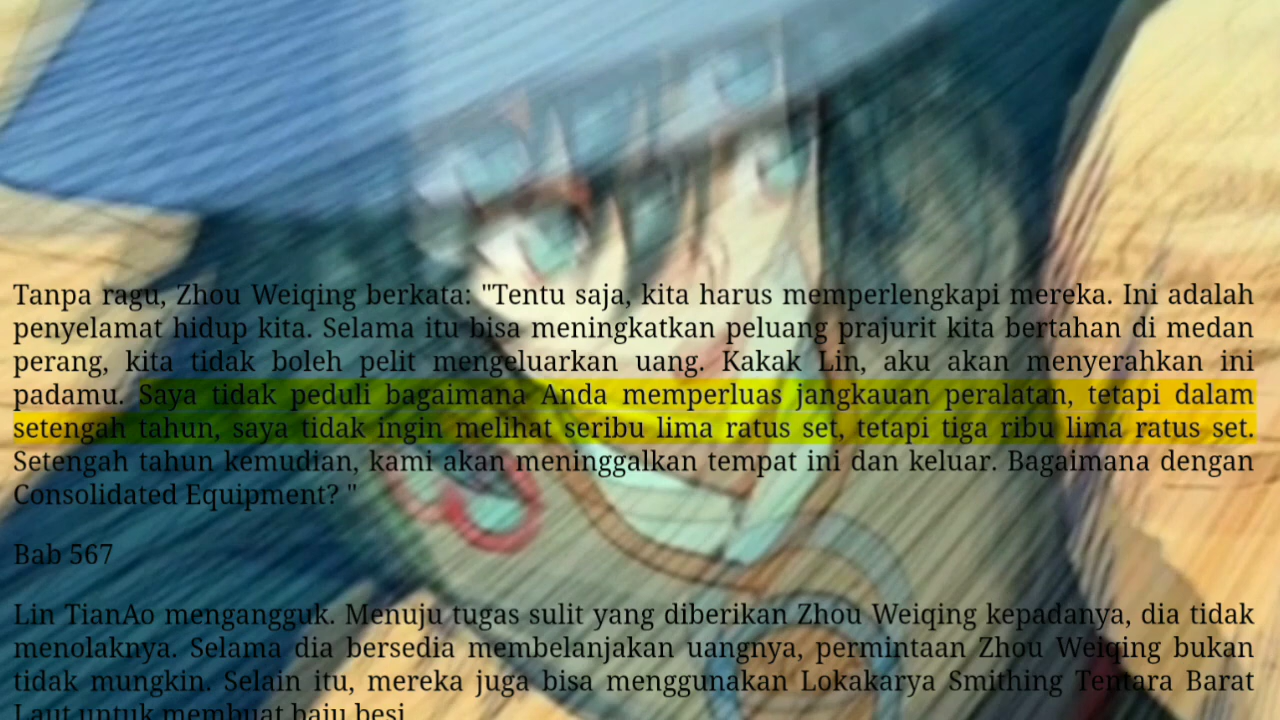 Tanpa ragu, Zhou Weiqing berkata: "Tentu saja, kita harus memperlengkapi mereka. Ini adalah
penyelamat hidup kita. Selama itu bisa meningkatkan peluang prajurit kita bertahan di medan
perang, kita tidak boleh pelit mengeluarkan uang. Kakak Lin, aku akan menyerahkan ini
padamu. Saya tidak peduli bagaimana Anda memperluas jangkauan peralatan, tetapi dalam
setengah tahun, saya tidak ingin melihat seribu lima ratus set, tetapi tiga ribu lima ratus set.
Setengah tahun kemudian, kami akan meninggalkan tempat ini dan keluar. Bagaimana dengan
Consolidated Equipment? "
Bab 567
Lin TianAo mengangguk. Menuju tugas sulit yang diberikan Zhou Weiqing kepadanya, dia tidak
menolaknya. Selama dia bersedia membelanjakan uangnya, permintaan Zhou Weiqing bukan
tidak mungkin. Selain itu, mereka juga bisa menggunakan Lokakarya Smithing Tentara Barat
Laut untuk membuat baju besi